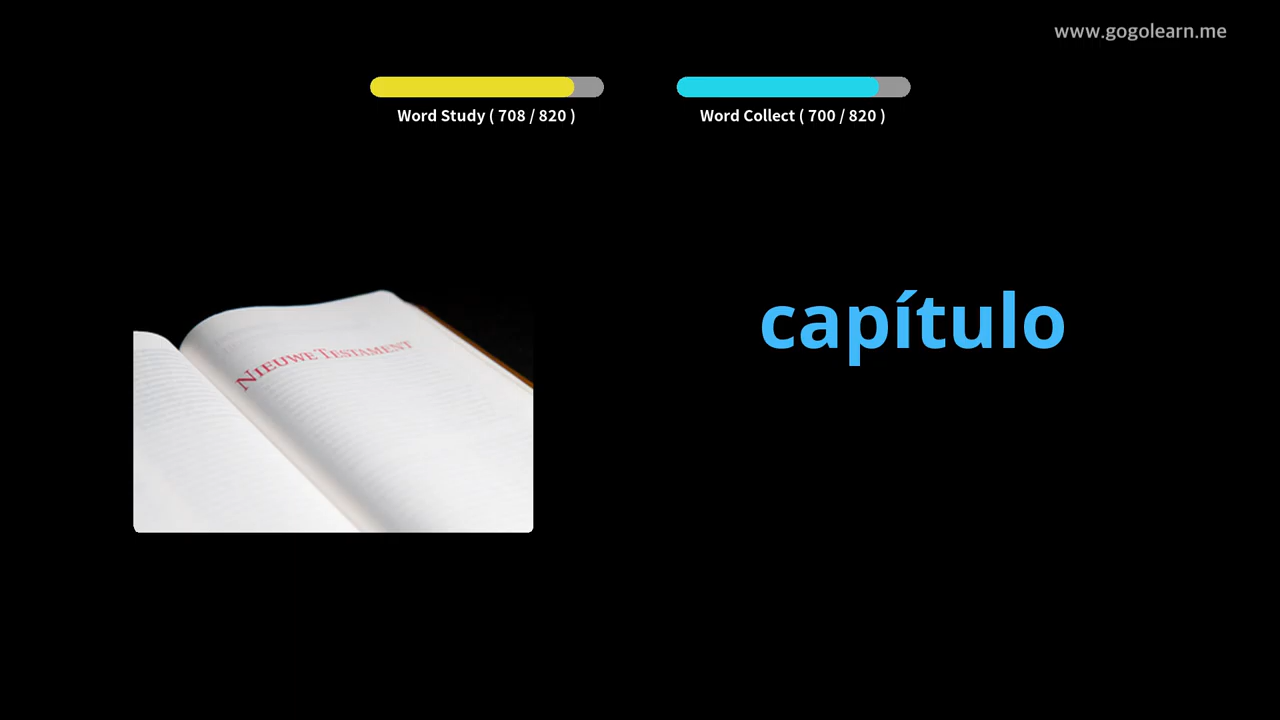 www.gogolearn.me
Word Study ( 708 / 820 )
Word Collect ( 700 / 820 )
NIEUWE TESTAMENT
capítulo